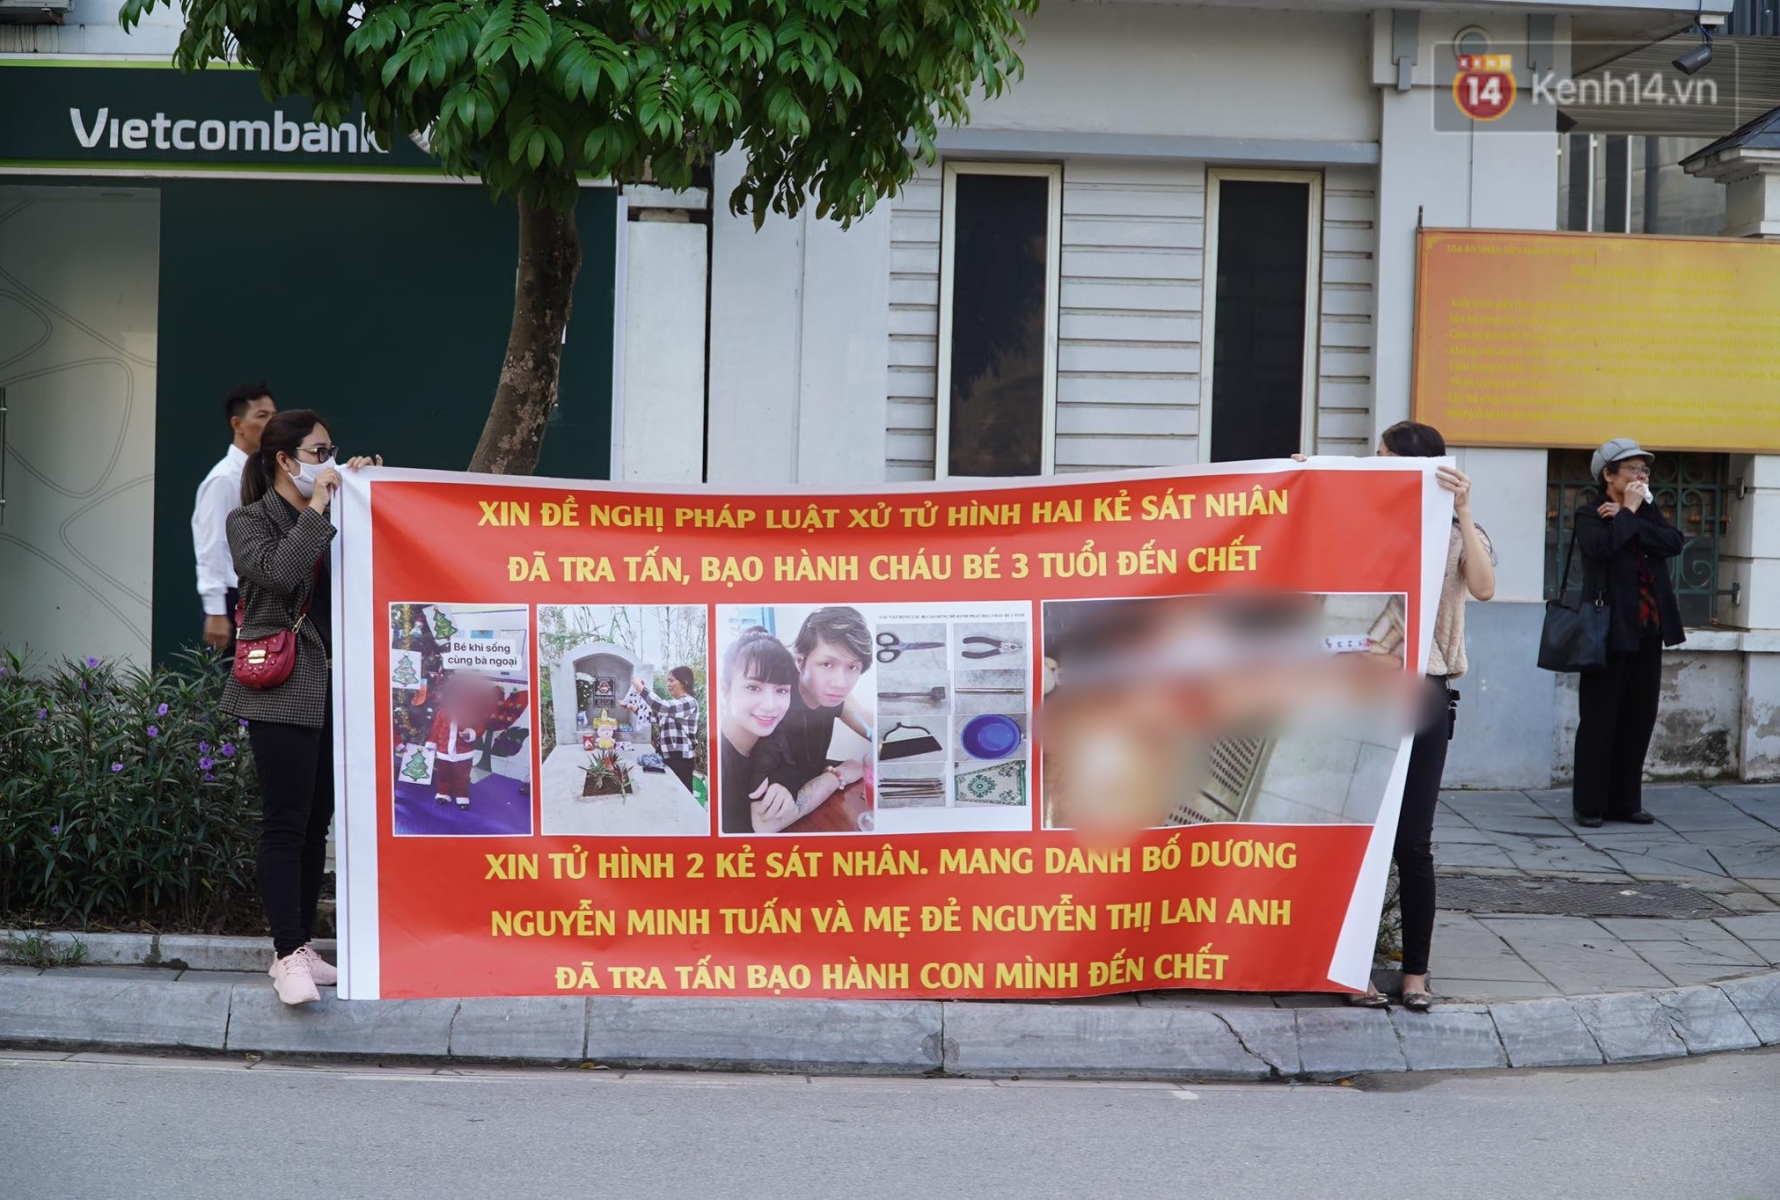 Vietcombank
KENH
14 Kenh14.vn
XIN ĐỀ NGHỊ PHÁP LUẬT XỬ TỬ HÌNH HAI KẺ SÁT NHÂN
ĐÃ TRA TẤN, BẠO HÀNH CHÁU BÉ 3 TUỔI ĐẾN CHẾT
Bé khi sống
cùng bà ngoại
XIN TỬ HÌNH 2 KẺ SÁT NHÂN. MANG DANH BỐ DƯƠNG
NGUYỄN MINH TUẤN VÀ MẸ ĐẺ NGUYỄN THỊ LAN ANH
ĐÃ TRA TẤN BẠO HÀNH CON MÌNH ĐẾN CHẾT